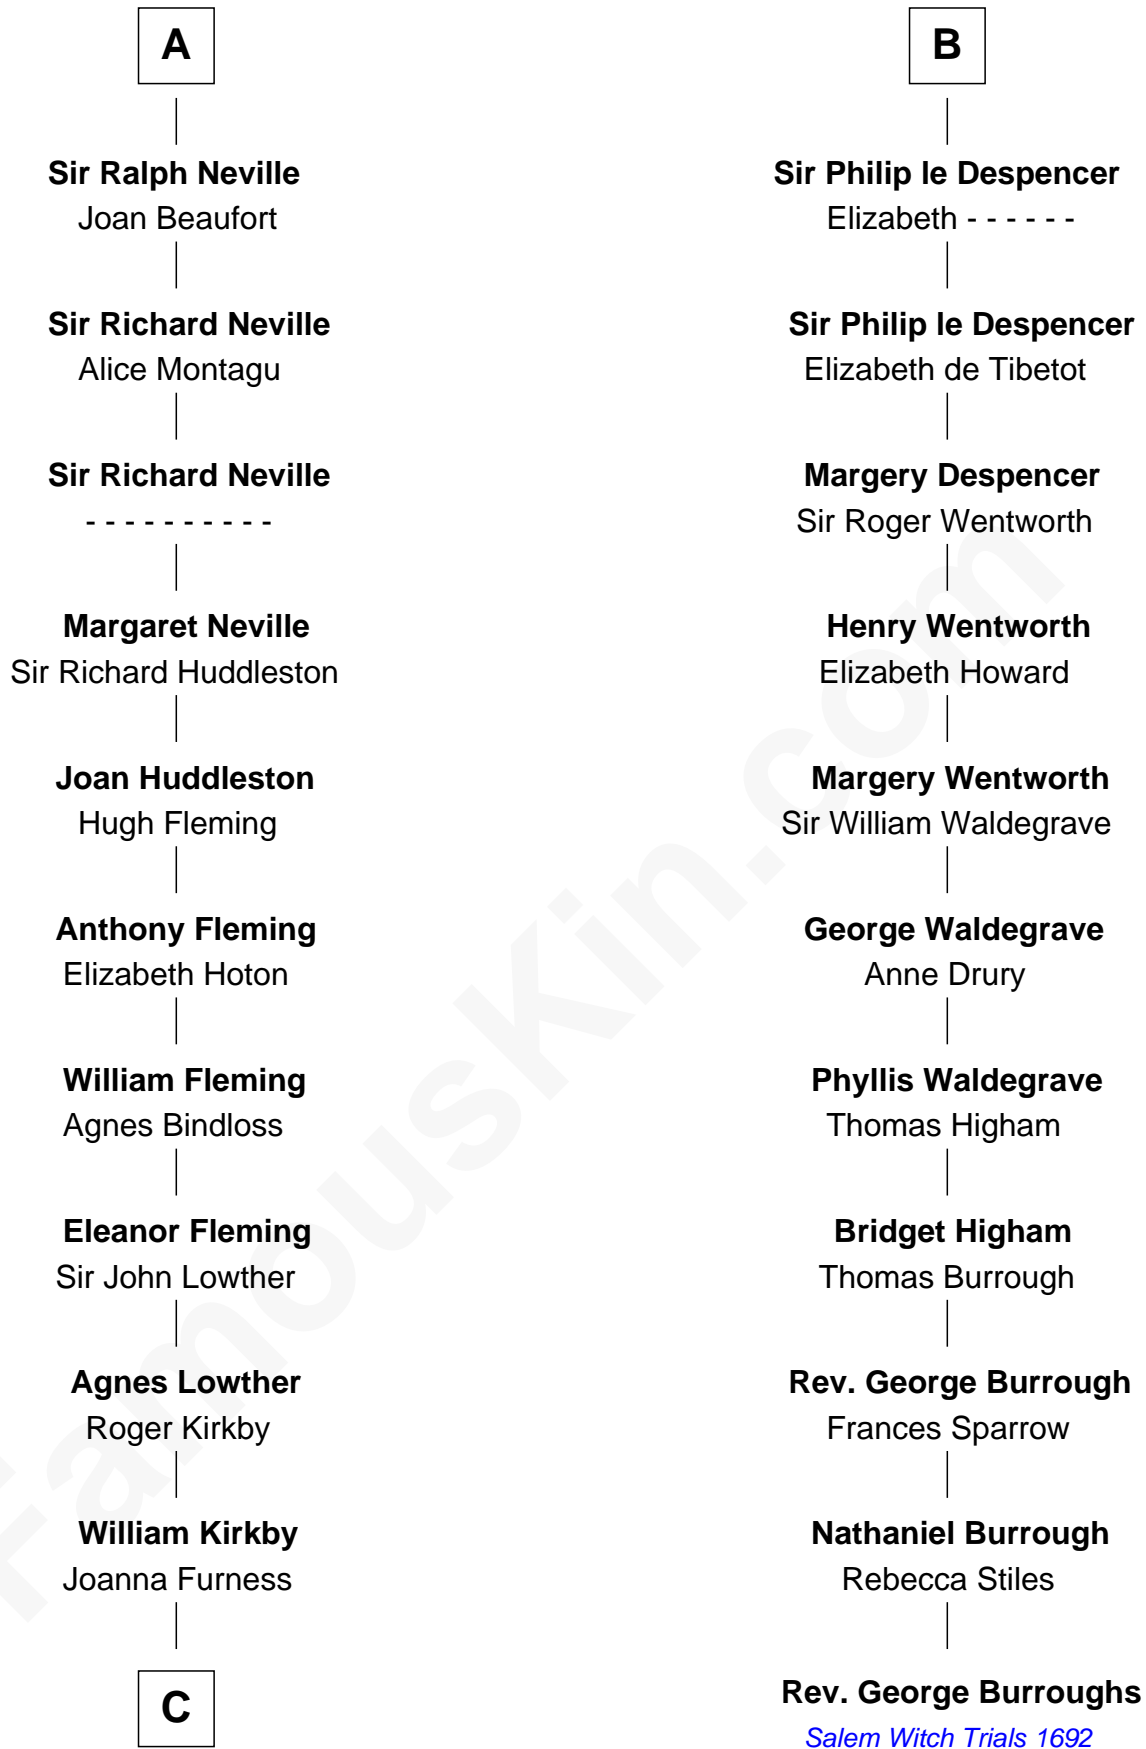 A
Sir Ralph Neville
Joan Beaufort
Sir Richard Neville
Alice Montagu
Sir Richard Neville
- - - - - - - - - -
Margaret Neville
Sir Richard Huddleston
Joan Huddleston
Hugh Fleming
Anthony Fleming
Elizabeth Hoton
William Fleming
Agnes Bindloss
Eleanor Fleming
Sir John Lowther
Agnes Lowther
Roger Kirkby
William Kirkby
Joanna Furness
C
B
Sir Philip le Despencer
Elizabeth - - - - - -
Sir Philip le Despencer
Elizabeth de Tibetot
Margery Despencer
Sir Roger Wentworth
Henry Wentworth
Elizabeth Howard
Margery Wentworth
Sir William Waldegrave
George Waldegrave
Anne Drury
Phyllis Waldegrave
Thomas Higham
Bridget Higham
Thomas Burrough
Rev. George Burrough
Frances Sparrow
Nathaniel Burrough
Rebecca Stiles
Rev. George Burroughs
Salem Witch Trials 1692
FamousKin.com